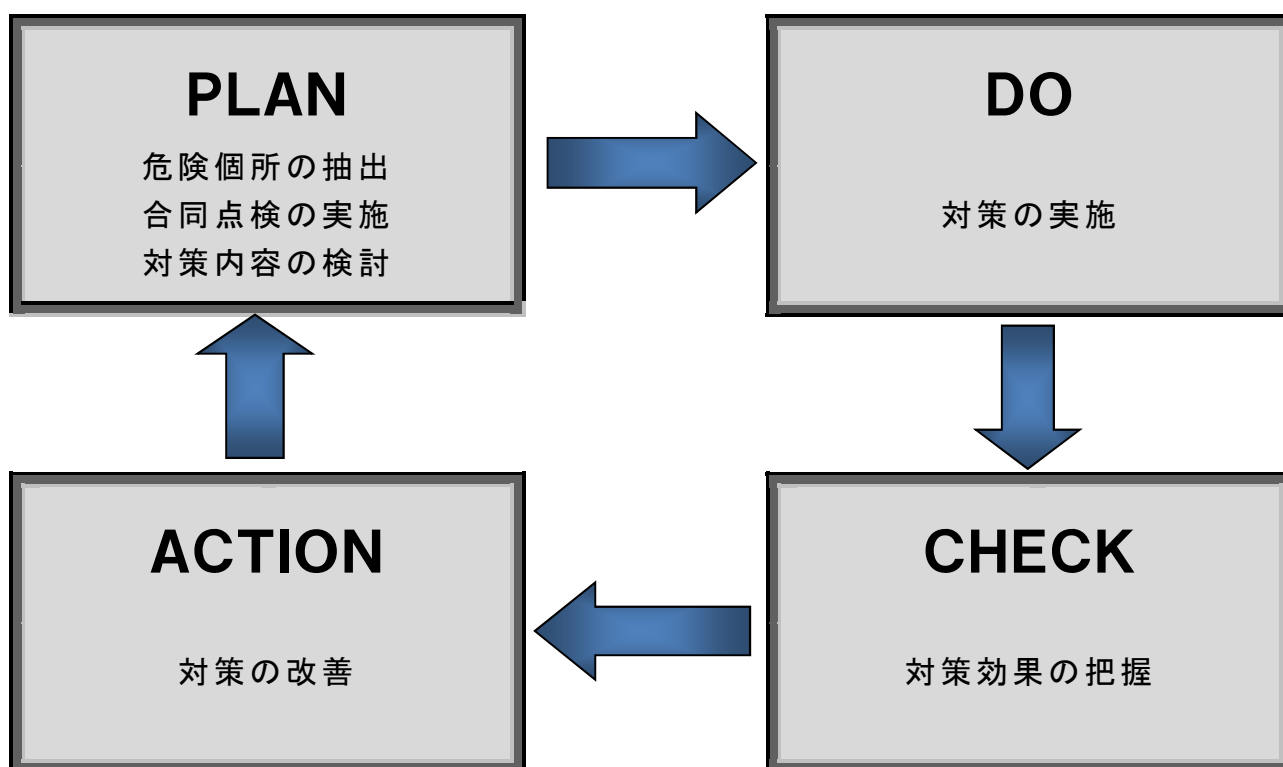 PLAN
危険個所の抽出
合同点検の実施
対策内容の検討
DO
対策の実施
ACTION
対策の改善
CHECK
対策効果の把握